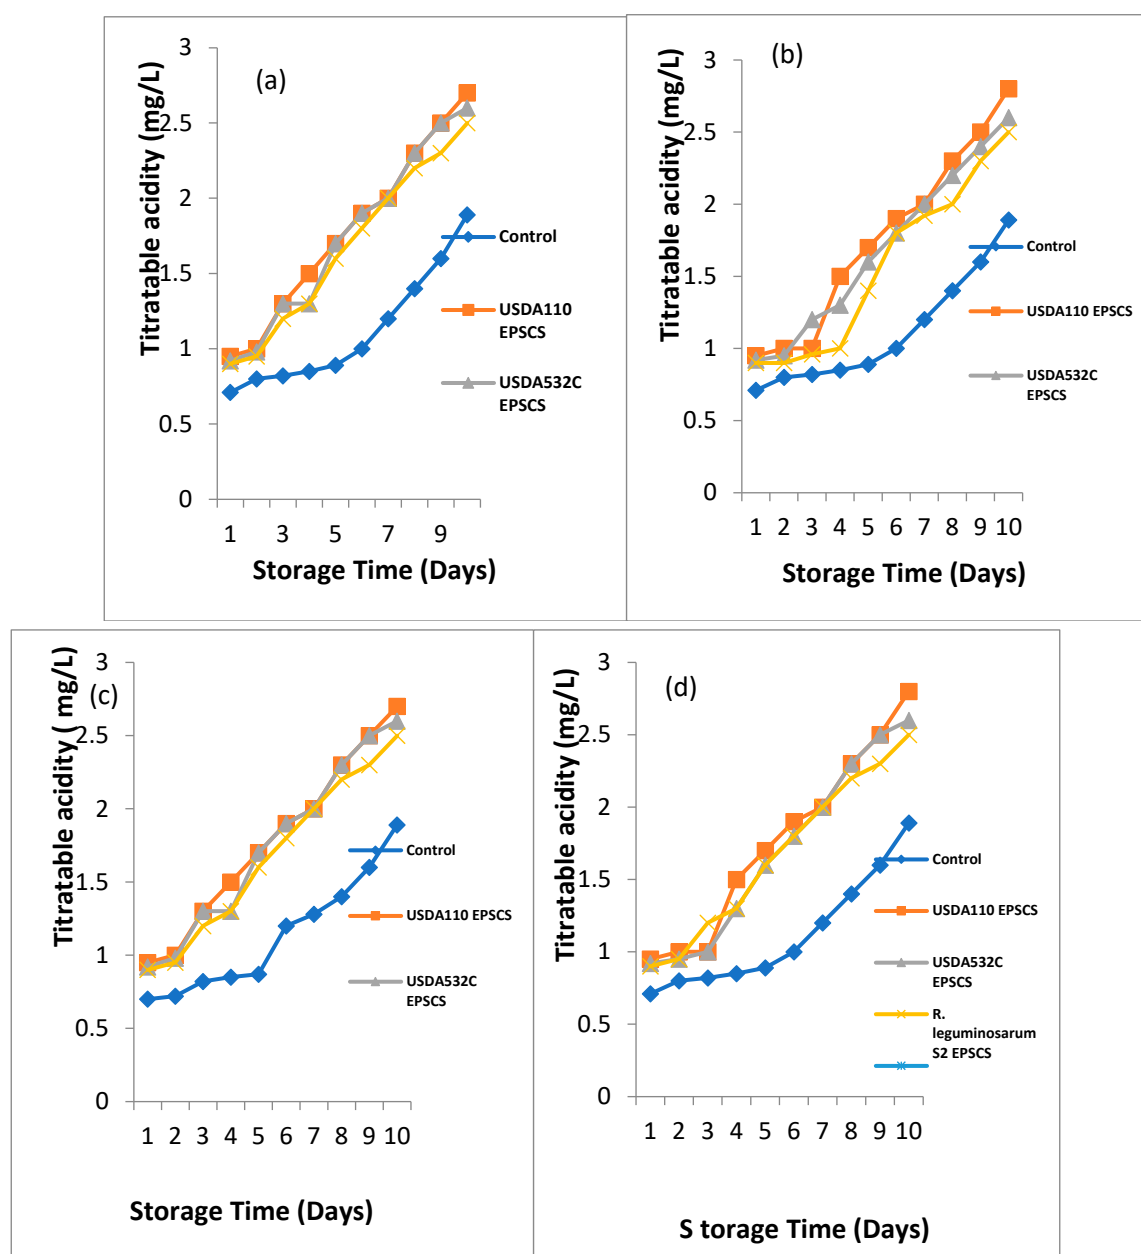 (a)
Titratable acidity (mg/L)
3
2.5
2
1.5
1
0.5
0
1 3 5 7 9
Storage Time (Days)
Control
USDA110
EPSCS
USDA532C
EPSCS
(b)
Titratable acidity (mg/L)
3
2.5
2
1.5
1
0.5
0
1 2 3 4 5 6 7 8 9 10
Storage Time (Days)
Control
USDA110 EPSCS
USDA532C
EPSCS
(c)
Titratable acidity ( mg/L)
3
2.5
2
1.5
1
0.5
0
1 2 3 4 5 6 7 8 9 10
Storage Time (Days)
Control
USDA110 EPSCS
USDA532C
EPSCS
(d)
Titratable acidity (mg/L)
3
2.5
2
1.5
1
0.5
0
1 2 3 4 5 6 7 8 9 10
S torage Time (Days)
Control
USDA110 EPSCS
USDA532C
EPSCS
R.
leguminosarum
S2 EPSCS